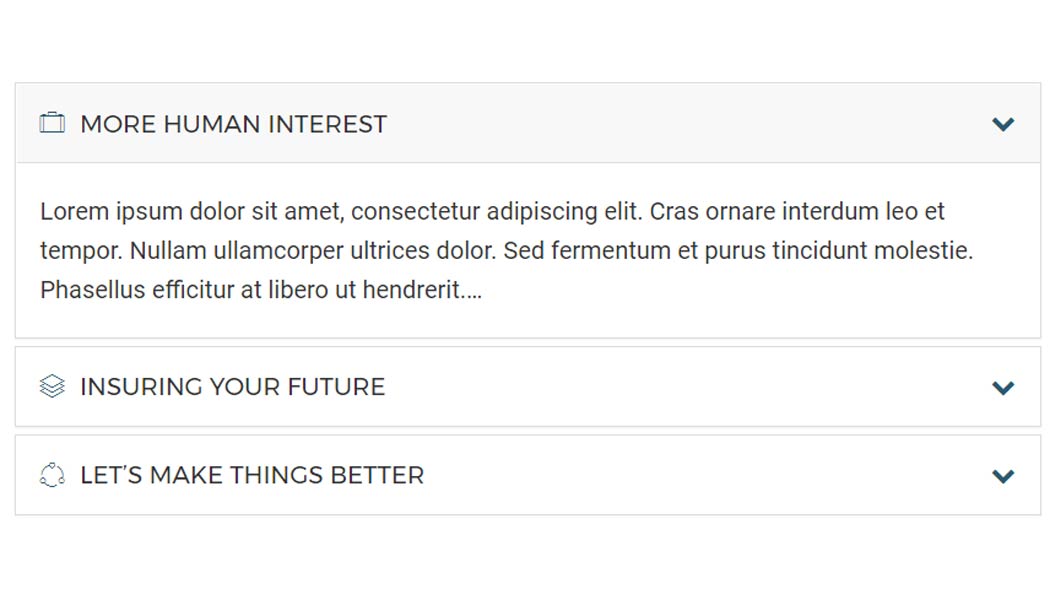 MORE HUMAN INTEREST
Lorem ipsum dolor sit amet, consectetur adipiscing elit. Cras ornare interdum leo et
tempor. Nullam ullamcorper ultrices dolor. Sed fermentum et purus tincidunt molestie.
Phasellus efficitur at libero ut hendrerit.…
INSURING YOUR FUTURE
LET’S MAKE THINGS BETTER